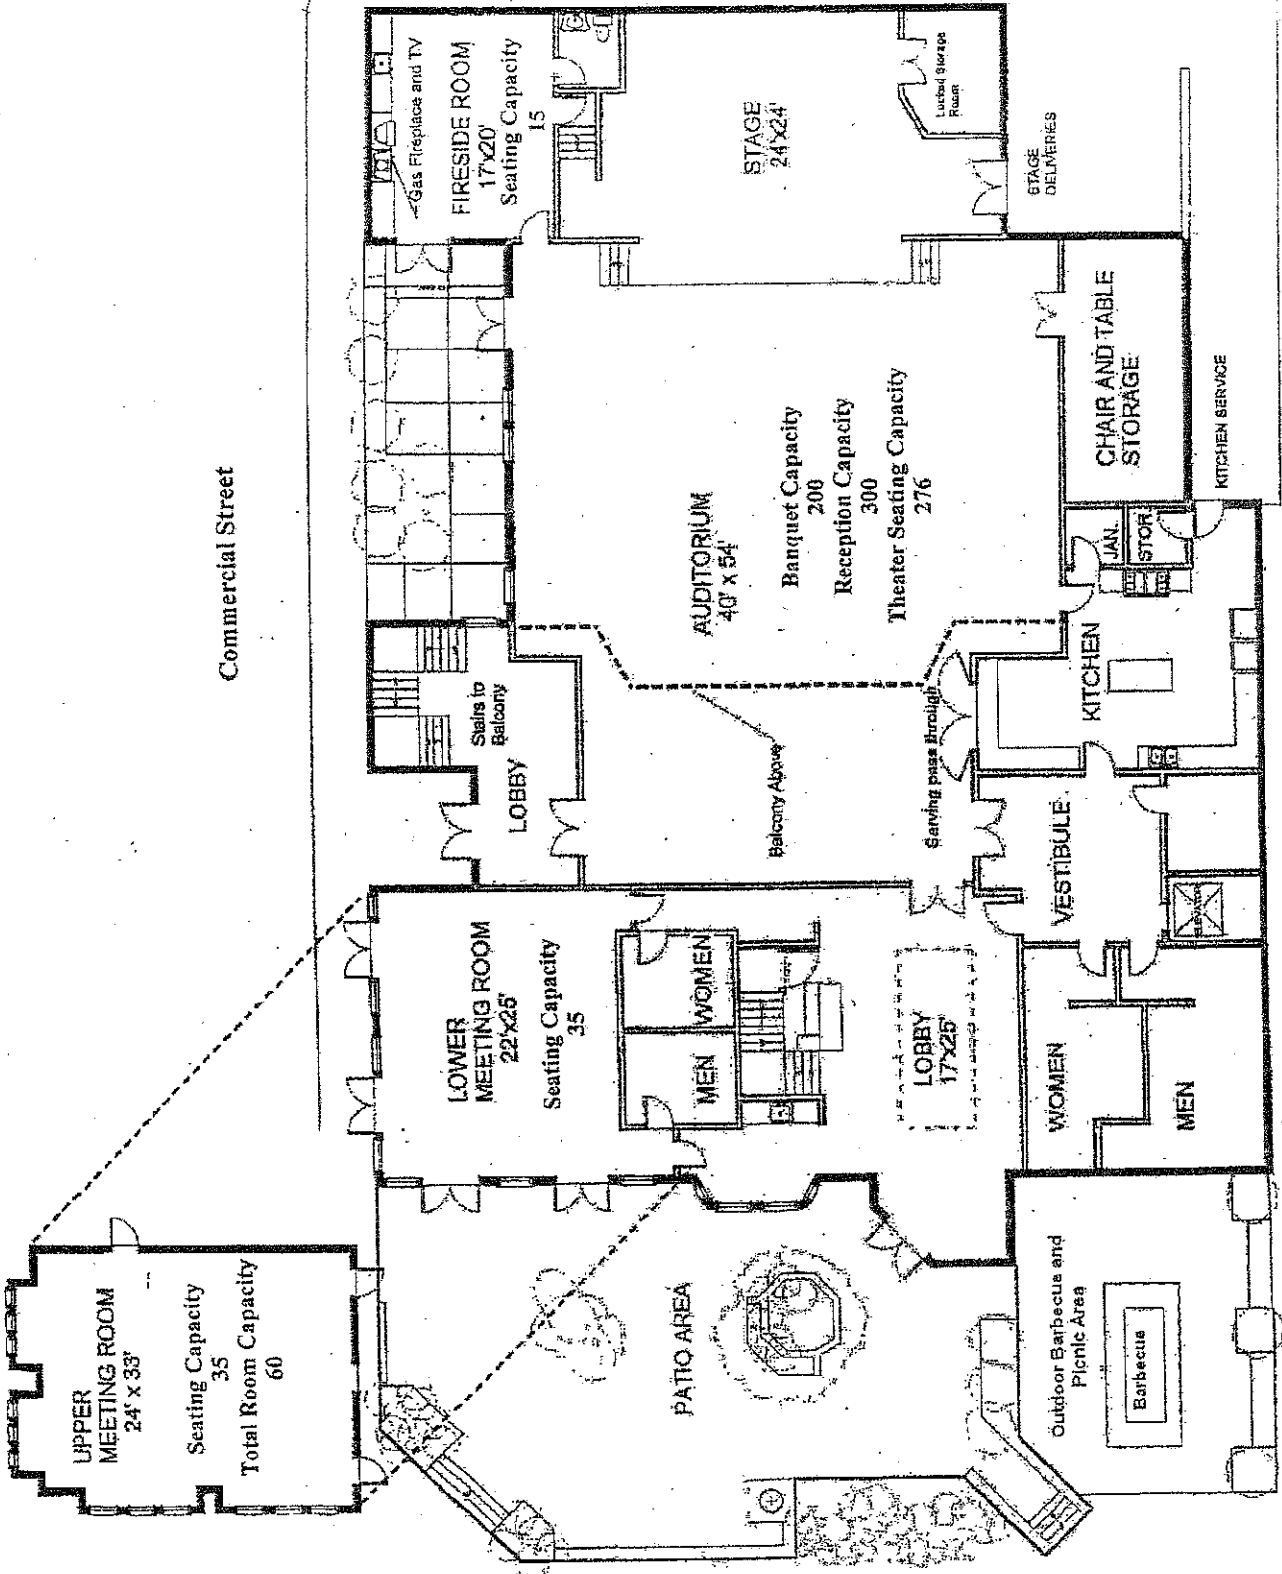 Commercial Street
UPPER
MEETING ROOM
24' x 33'
Seating Capacity
35
Total Room Capacity
60
LOWER
MEETING ROOM
22'x25'
Seating Capacity
35
MEN
WOMEN
LOBBY
17'x25'
WOMEN
MEN
PATIO AREA
Outdoor Barbecue and
Picnic Area
Barbecue
LOBBY
Stairs to
Balcony
Balcony Above
Serving pass through
VESTIBULE
ELEVATOR
KITCHEN
JAN.
STOR.
KITCHEN SERVICE
AUDITORIUM
40' x 54'
Banquet Capacity
200
Reception Capacity
300
Theater Seating Capacity
276
CHAIR AND TABLE
STORAGE
Gas Fireplace and TV
FIRESIDE ROOM
17'x20'
Seating Capacity
15
STAGE
24'x24'
Locked Storage
Room
STAGE
DELIVERIES